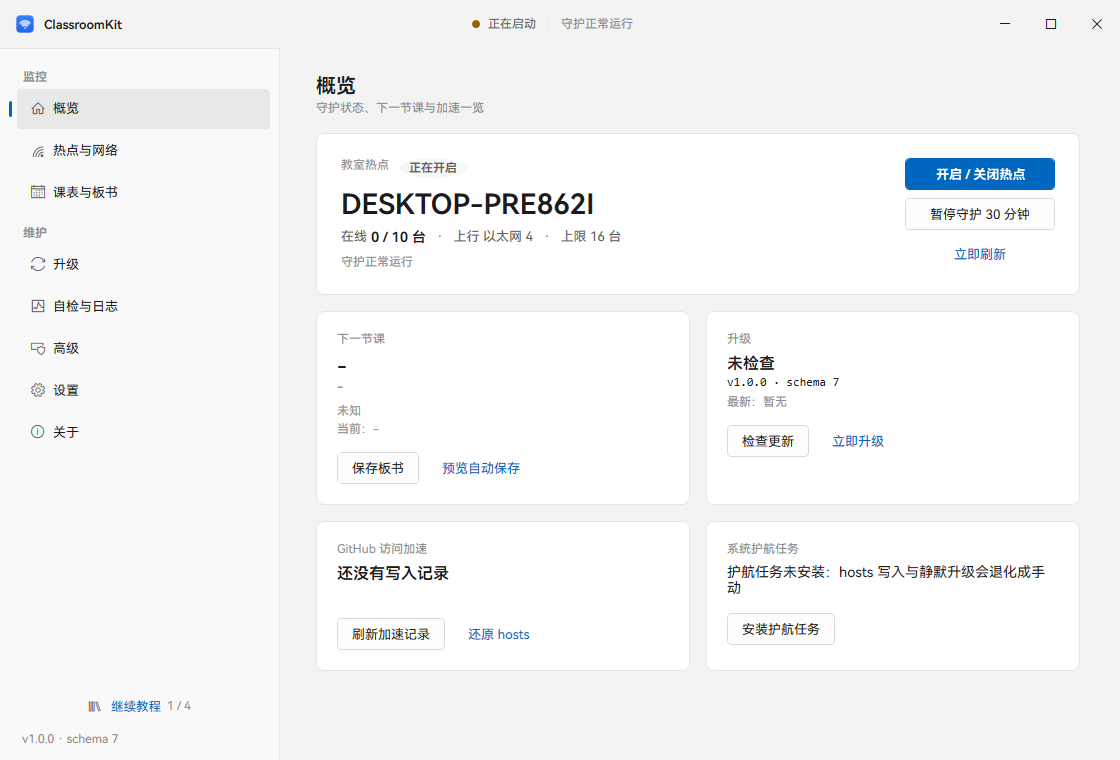 ClassroomKit
正在启动 守护正常运行
监控
概览
热点与网络
课表与板书
维护
升级
自检与日志
高级
设置
关于
继续教程 1 / 4
v1.0.0 · schema 7
概览
守护状态、下一节课与加速一览
教室热点 正在开启
DESKTOP-PRE862I
在线 0 / 10 台 · 上行 以太网 4 · 上限 16 台
守护正常运行
开启 / 关闭热点
暂停守护 30 分钟
立即刷新
下一节课
–
-
未知
当前：-
保存板书 预览自动保存
升级
未检查
v1.0.0 · schema 7
最新：暂无
检查更新 立即升级
GitHub 访问加速
还没有写入记录
刷新加速记录 还原 hosts
系统护航任务
护航任务未安装：hosts 写入与静默升级会退化成手
动
安装护航任务